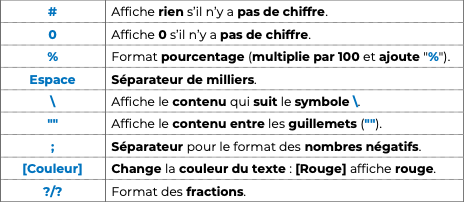 # Affiche rien s'il n'y a pas de chiffre.
0 Affiche 0 s'il n'y a pas de chiffre.
% Format pourcentage (multiplie par 100 et ajoute "%").
Espace Séparateur de milliers.
\ Affiche le contenu qui suit le symbole \.
"" Affiche le contenu entre les guillemets ("").
; Séparateur pour le format des nombres négatifs.
[Couleur] Change la couleur du texte : [Rouge] affiche rouge.
?/? Format des fractions.